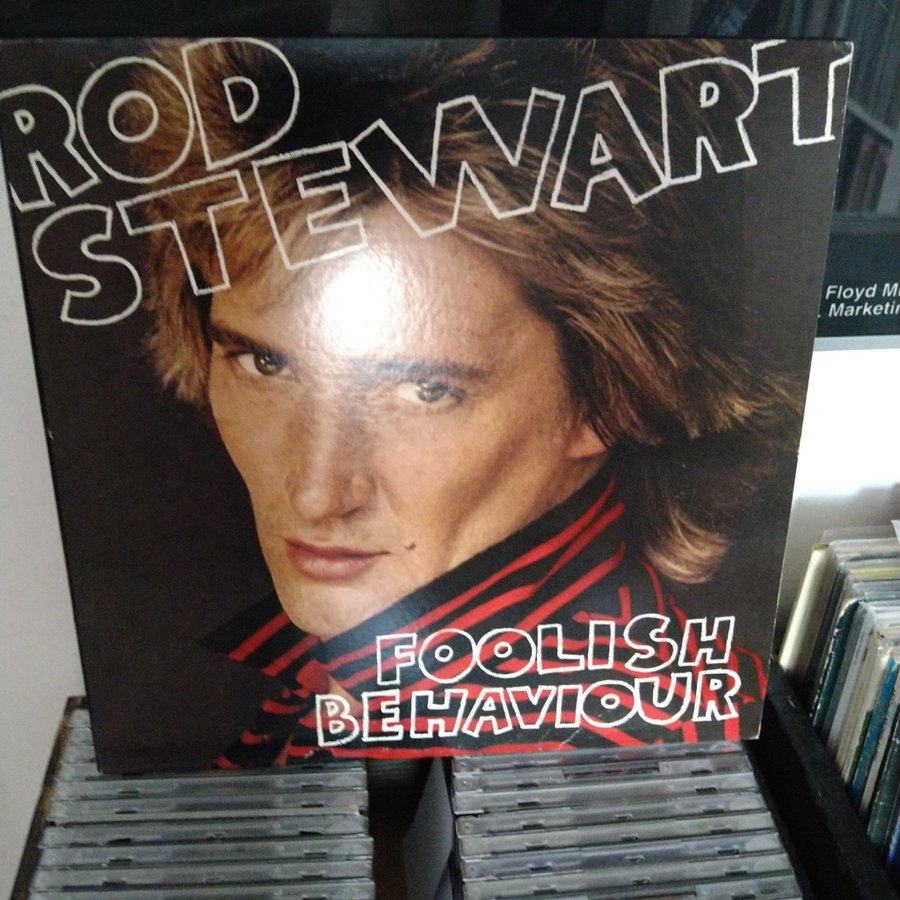 ROD
STEWART
Floyd M
. Marketin
FOOLISH
BEHAVIOUR